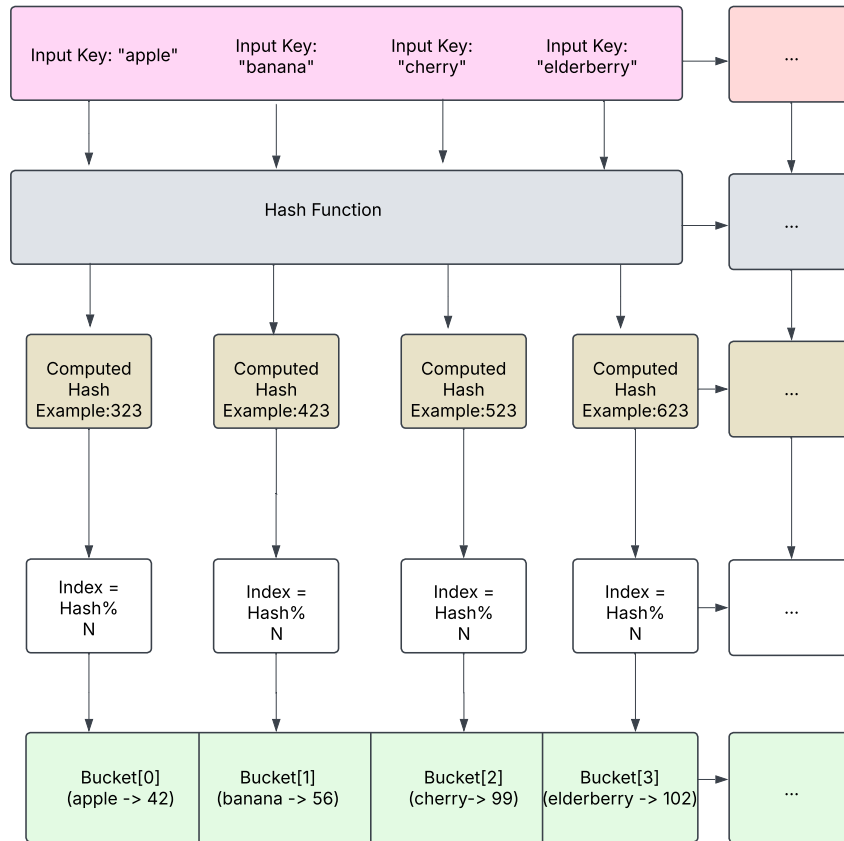 Input Key: "apple"
Input Key:
"banana"
Input Key:
"cherry"
Input Key:
"elderberry"
...
Hash Function
...
Computed
Hash
Example:323
Computed
Hash
Example:423
Computed
Hash
Example:523
Computed
Hash
Example:623
...
Index =
Hash%
N
Index =
Hash%
N
Index =
Hash%
N
Index =
Hash%
N
...
Bucket[0]
(apple -> 42)
Bucket[1]
(banana -> 56)
Bucket[2]
(cherry-> 99)
Bucket[3]
(elderberry -> 102)
...